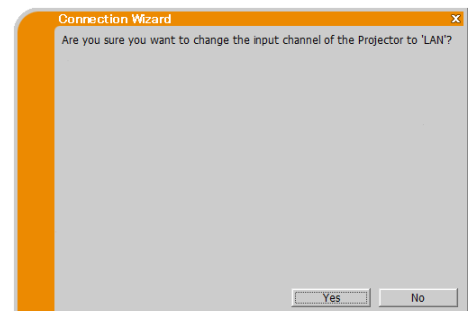 Connection Wizard
Are you sure you want to change the input channel of the Projector to 'LAN'?
Yes No